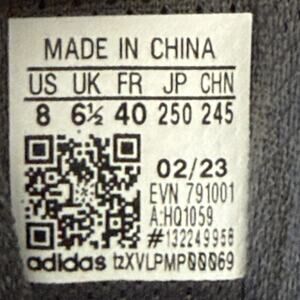 MADE IN CHINA
US UK FR JP CHN
8 6½ 40 250 245
02/23
EVN 791001
A:HQ1059
#132249958
adidas tzXVLPMP00069